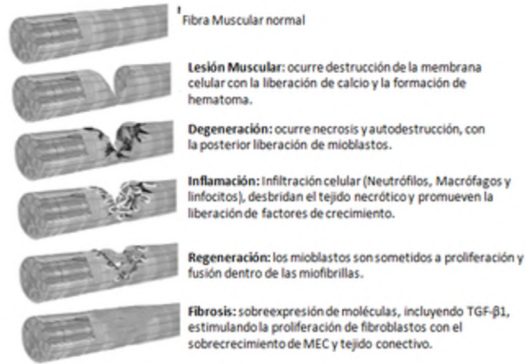 Fibra Muscular normal
Lesión Muscular: ocurre destrucción de la membrana
celular con la liberación de calcio y la formación de
hematoma.
Degeneración: ocurre necrosis y autodestrucción, con
la posterior liberación de mioblastos.
Inflamación: Infiltración celular (Neutrófilos, Macrófagos y
linfocitos), desbridan el tejido necrótico y promueven la
liberación de factores de crecimiento.
Regeneración: los mioblastos son sometidos a proliferación y
fusión dentro de las miofibrillas.
Fibrosis: sobreexpresión de moléculas, incluyendo TGF-β1,
estimulando la proliferación de fibroblastos con el
sobrecrecimiento de MEC y tejido conectivo.